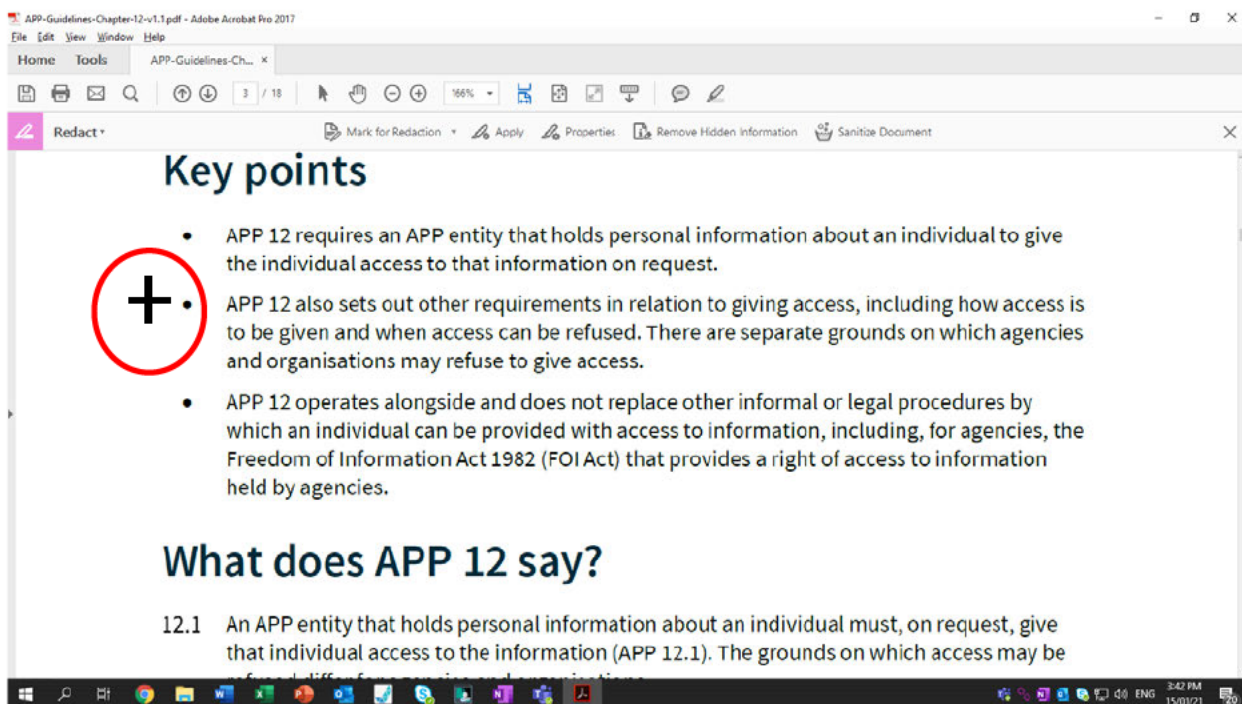 APP-Guidelines-Chapter-12-v1.1.pdf - Adobe Acrobat Pro 2017
File Edit View Window Help
Home Tools APP-Guidelines-Ch... ×
3 / 18 166%
Redact Mark for Redaction Apply Properties Remove Hidden Information Sanitize Document
Key points
• APP 12 requires an APP entity that holds personal information about an individual to give
the individual access to that information on request.
• APP 12 also sets out other requirements in relation to giving access, including how access is
to be given and when access can be refused. There are separate grounds on which agencies
and organisations may refuse to give access.
• APP 12 operates alongside and does not replace other informal or legal procedures by
which an individual can be provided with access to information, including, for agencies, the
Freedom of Information Act 1982 (FOI Act) that provides a right of access to information
held by agencies.
What does APP 12 say?
12.1 An APP entity that holds personal information about an individual must, on request, give
that individual access to the information (APP 12.1). The grounds on which access may be
ENG 3:42 PM
15/01/21 20